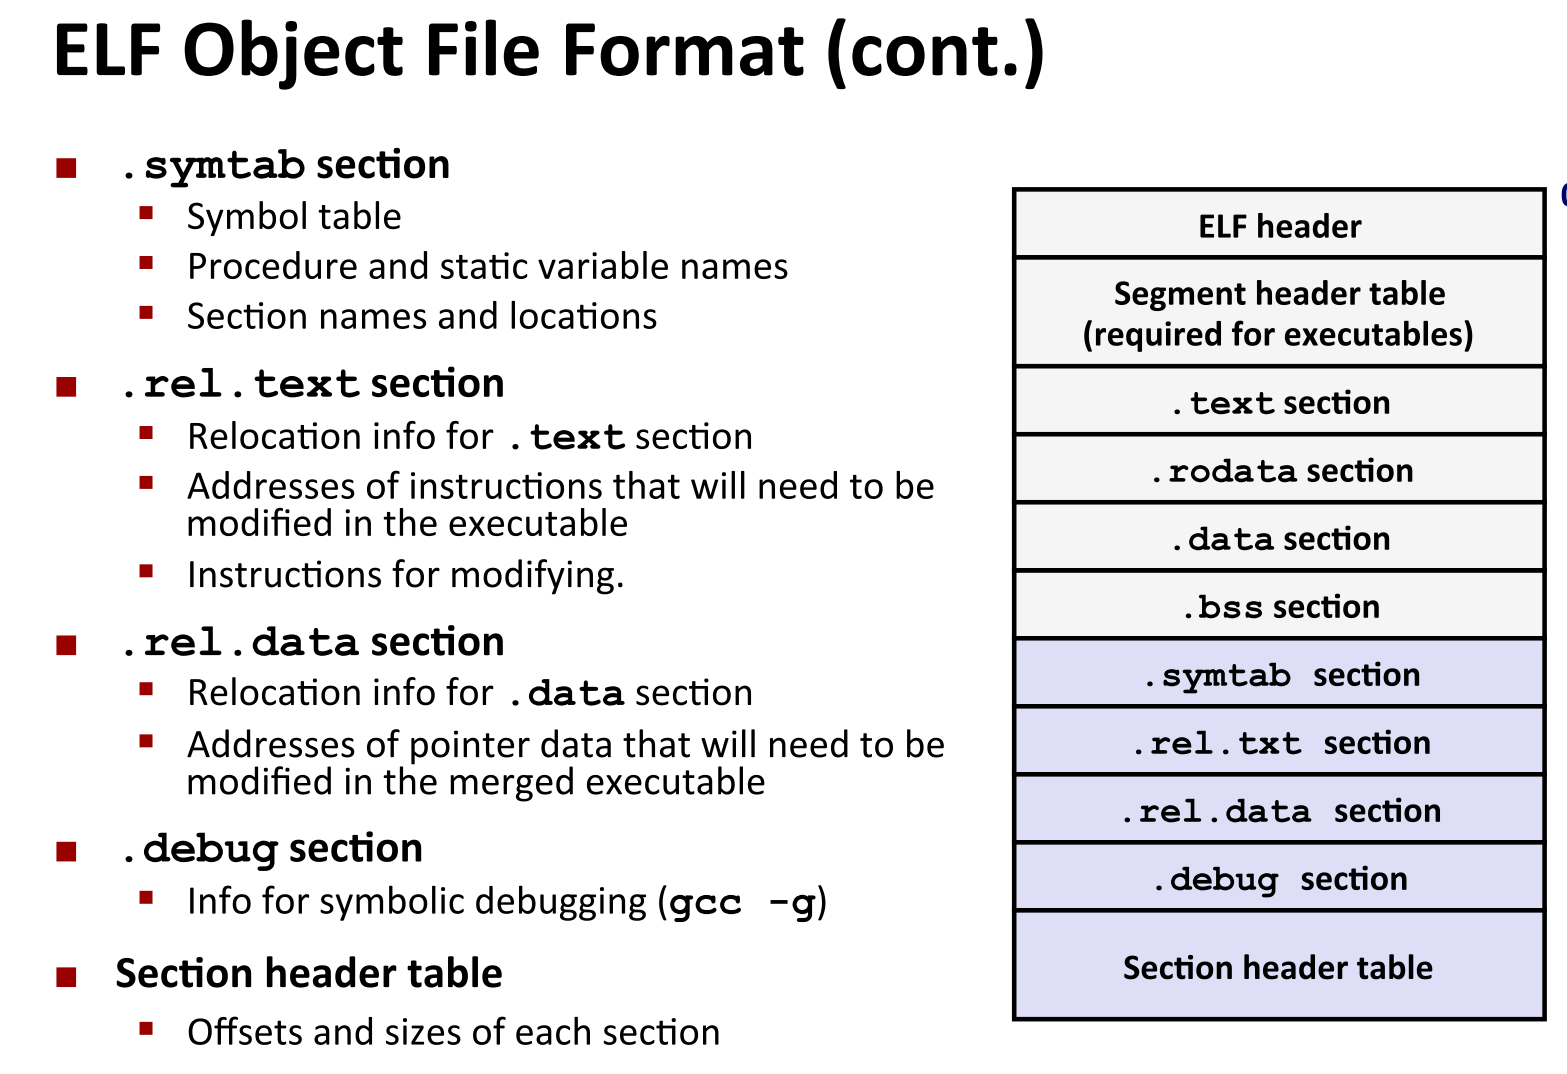 ELF Object File Format (cont.)
.symtab section
Symbol table
Procedure and static variable names
Section names and locations
.rel.text section
Relocation info for .text section
Addresses of instructions that will need to be
modified in the executable
Instructions for modifying.
.rel.data section
Relocation info for .data section
Addresses of pointer data that will need to be
modified in the merged executable
.debug section
Info for symbolic debugging (gcc -g)
Section header table
Offsets and sizes of each section
ELF header
Segment header table
(required for executables)
.text section
.rodata section
.data section
.bss section
.symtab section
.rel.txt section
.rel.data section
.debug section
Section header table